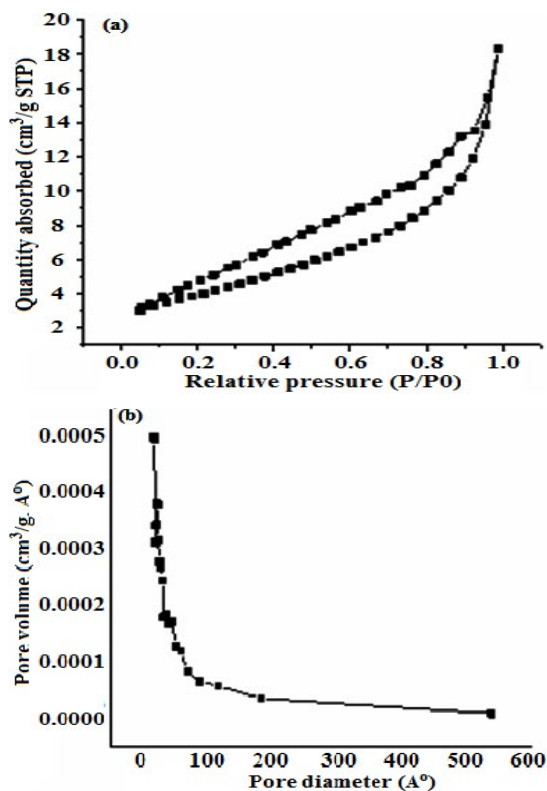 (a)
Quantity absorbed (cm³/g STP)
20
18
16
14
12
10
8
6
4
2
0.0 0.2 0.4 0.6 0.8 1.0
Relative pressure (P/P0)
(b)
Pore volume (cm³/g. A⁰)
0.0005
0.0004
0.0003
0.0002
0.0001
0.0000
0 100 200 300 400 500 600
Pore diameter (A⁰)